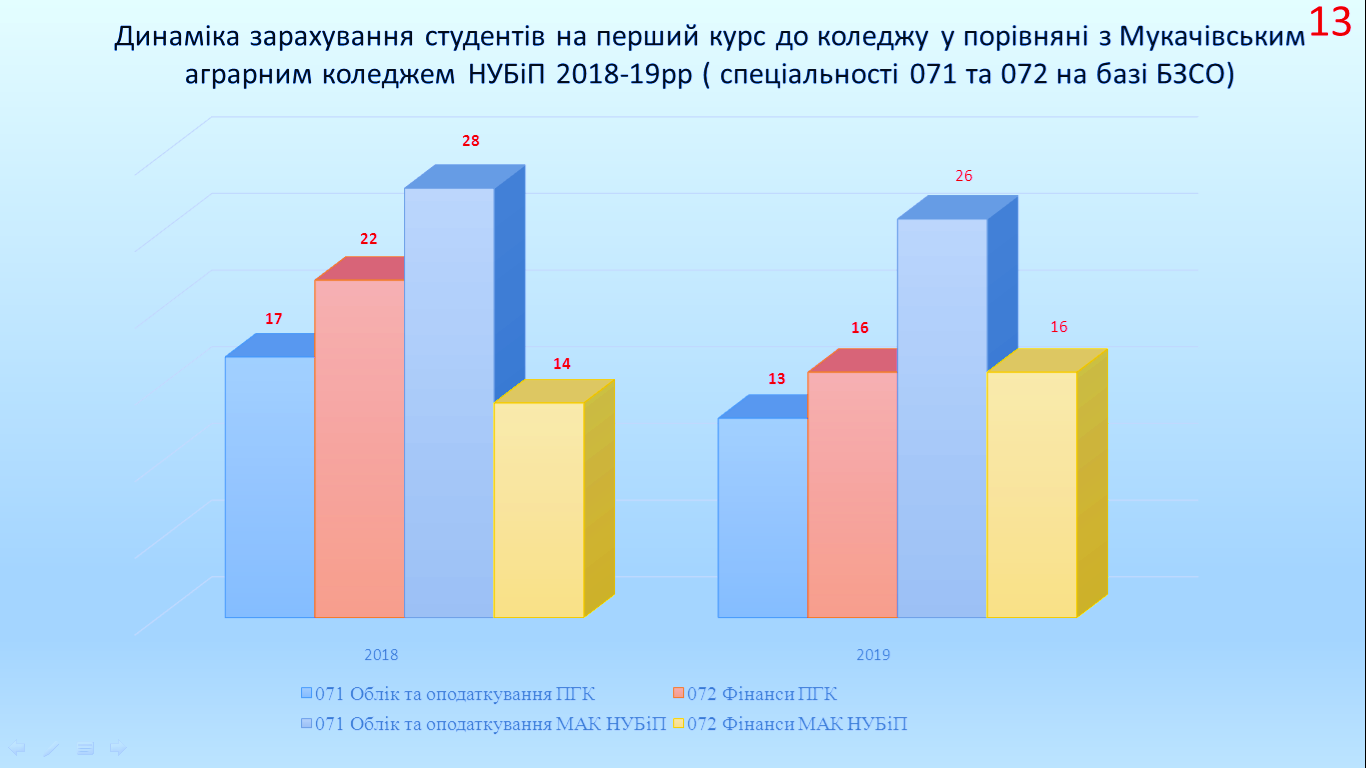 13
Динаміка зарахування студентів на перший курс до коледжу у порівняні з Мукачівським
аграрним коледжем НУБіП 2018-19рр ( спеціальності 071 та 072 на базі БЗСО)
28
26
22
17
16
16
14
13
2018
2019
071 Облік та оподаткування ПГК
072 Фінанси ПГК
071 Облік та оподаткування МАК НУБіП
072 Фінанси МАК НУБіП